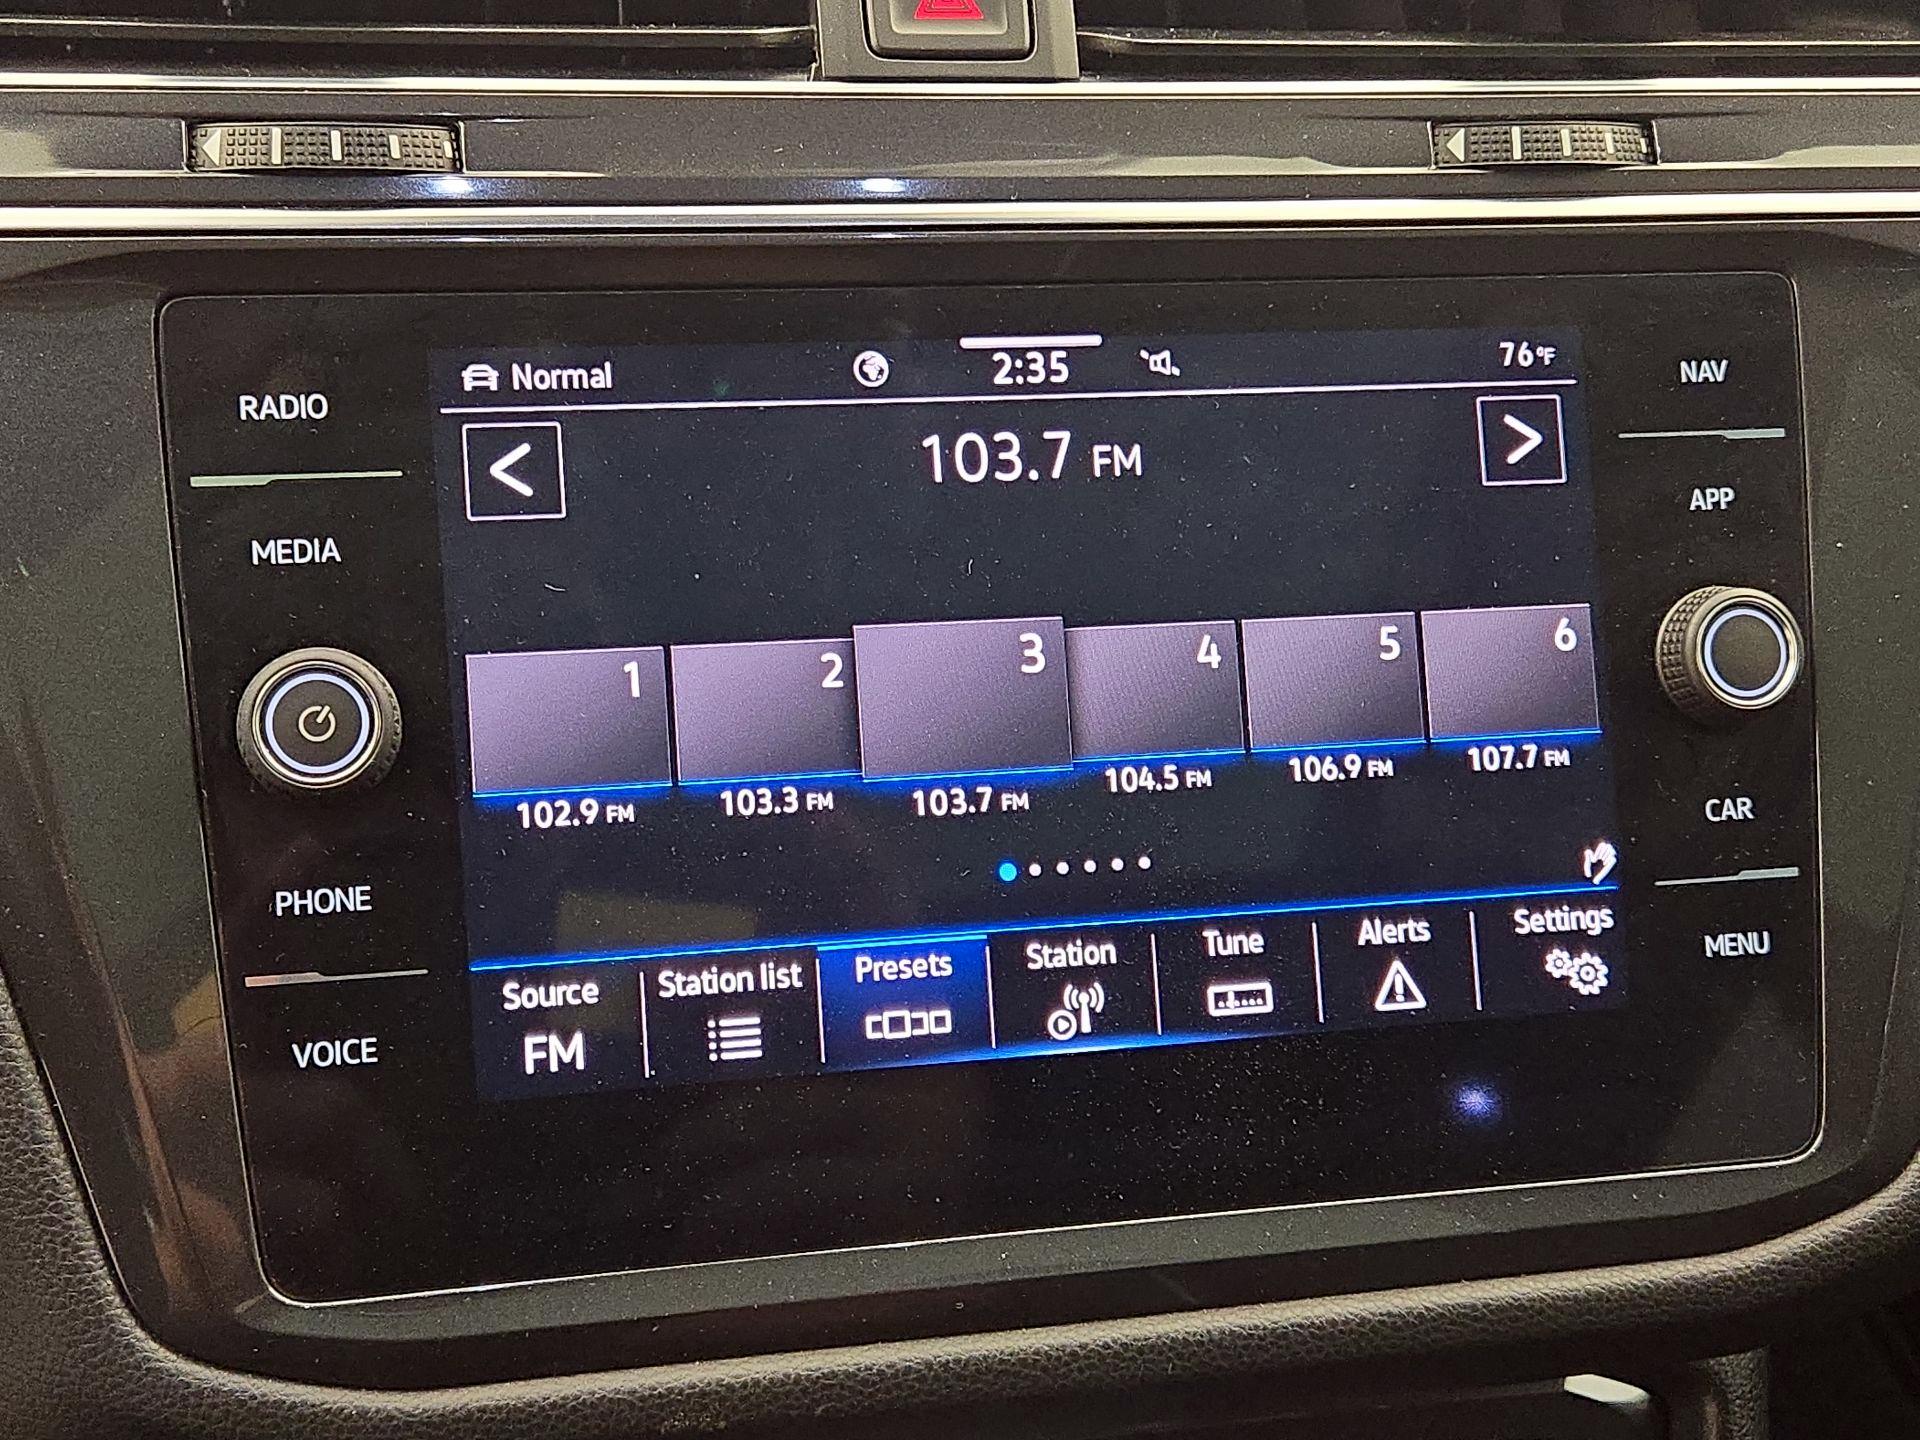 Normal 2:35 76°F
RADIO
NAV
< 103.7 FM >
APP
MEDIA
1 2 3 4 5 6
102.9 FM 103.3 FM 103.7 FM 104.5 FM 106.9 FM 107.7 FM
CAR
PHONE
Source Station list Presets Station Tune Alerts Settings
FM
MENU
VOICE